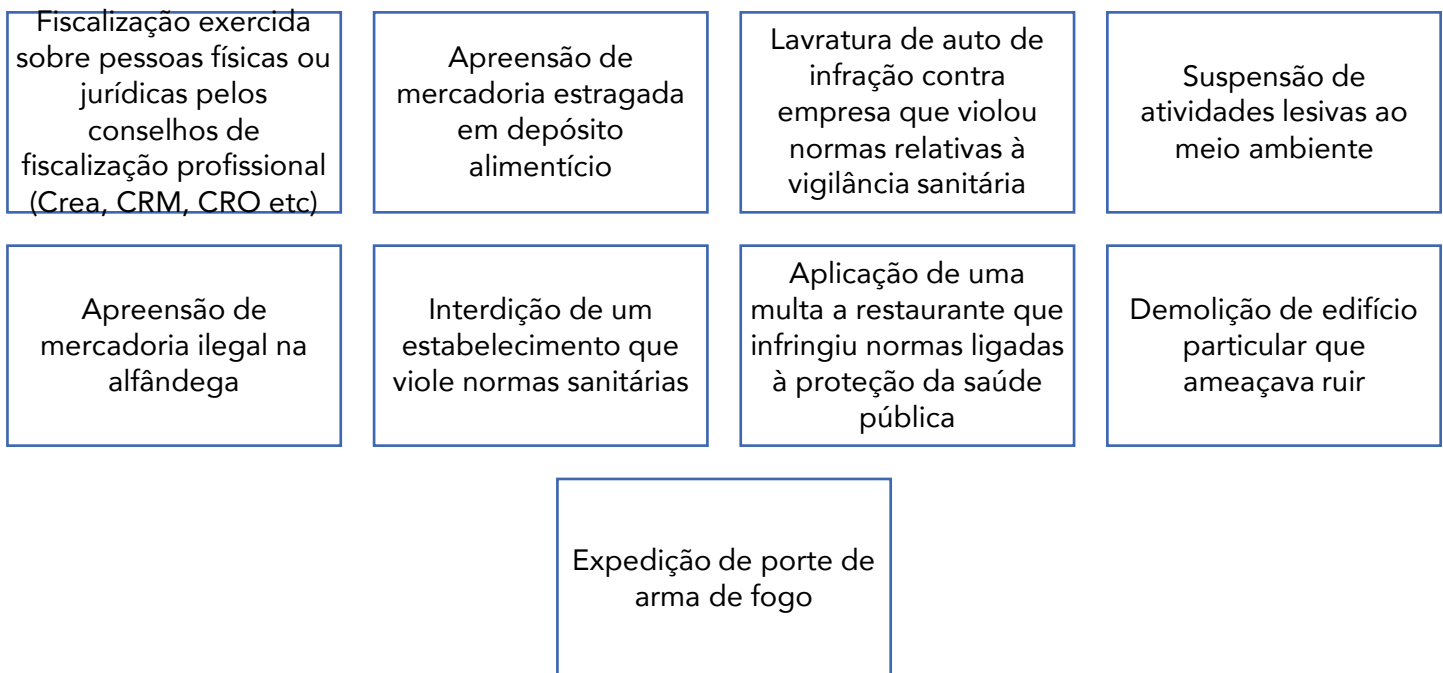 Fiscalização exercida
sobre pessoas físicas ou
jurídicas pelos
conselhos de
fiscalização profissional
(Crea, CRM, CRO etc)
Apreensão de
mercadoria estragada
em depósito
alimentício
Lavratura de auto de
infração contra
empresa que violou
normas relativas à
vigilância sanitária
Suspensão de
atividades lesivas ao
meio ambiente
Apreensão de
mercadoria ilegal na
alfândega
Interdição de um
estabelecimento que
viole normas sanitárias
Aplicação de uma
multa a restaurante que
infringiu normas ligadas
à proteção da saúde
pública
Demolição de edifício
particular que
ameaçava ruir
Expedição de porte de
arma de fogo